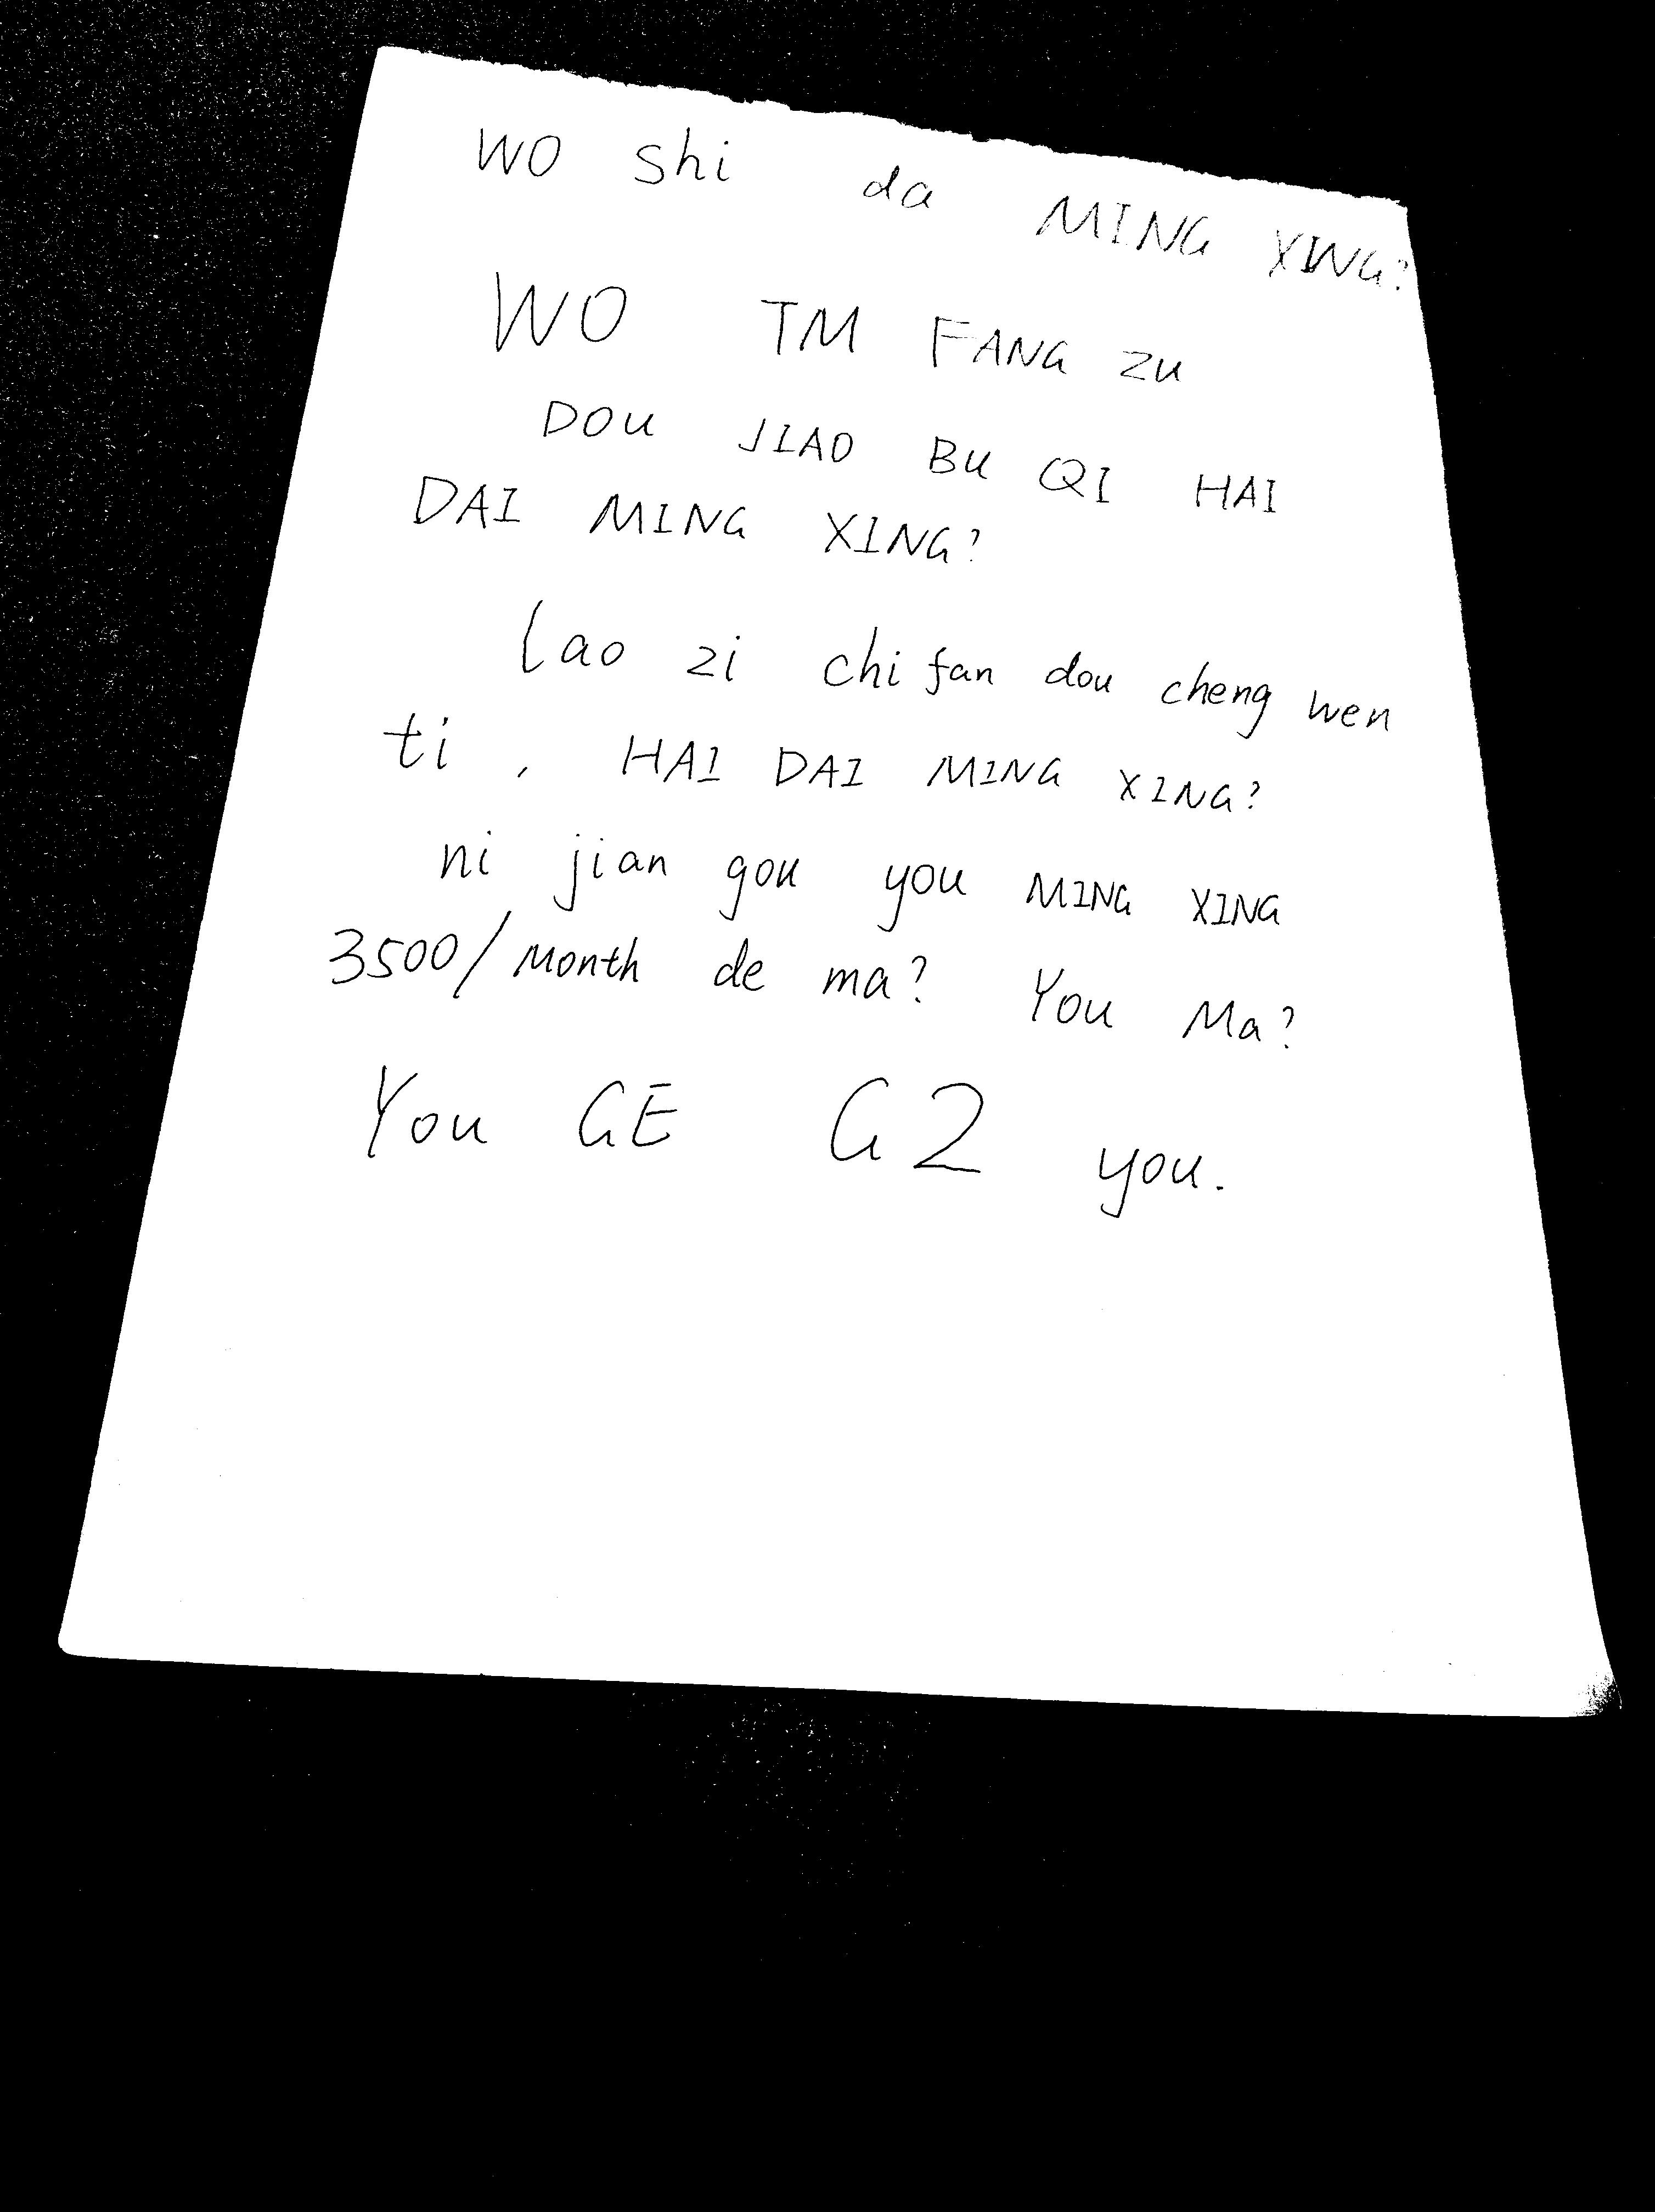 WO shi da MING XING?
WO TM FANG ZU
DOU JIAO BU QI HAI
DAI MING XING?
lao zi chi fan dou cheng wen
ti , HAI DAI MING XING?
ni jian gou you MING XING
3500/Month de ma? You Ma?
You GE G2 you.